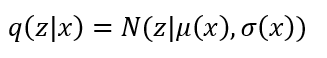 q(z|x) = N(z|μ(x), σ(x))